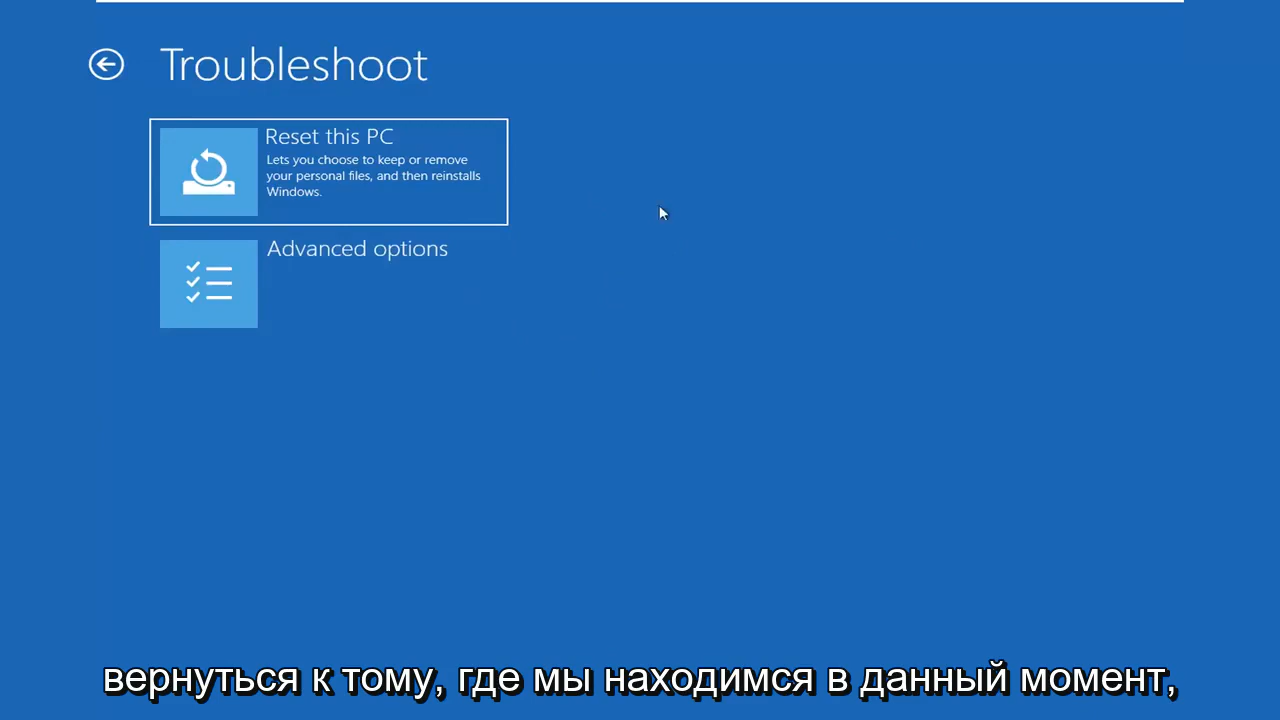 Troubleshoot
Reset this PC
Lets you choose to keep or remove
your personal files, and then reinstalls
Windows.
Advanced options
вернуться к тому, где мы находимся в данный момент,